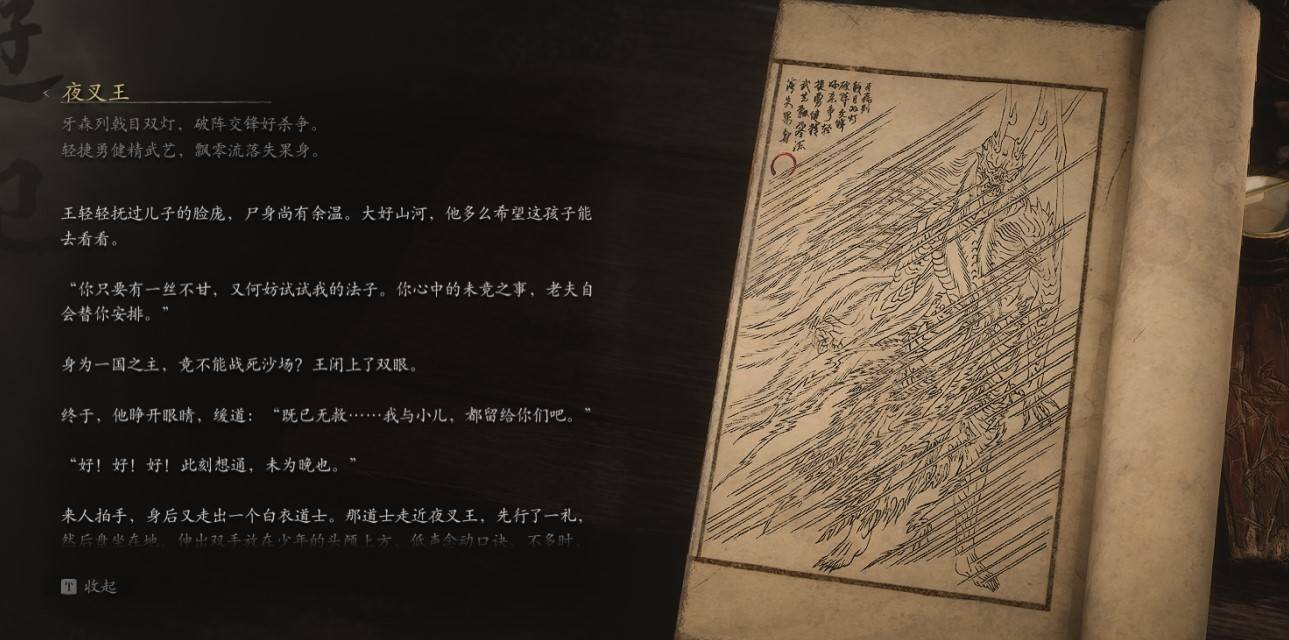 夜叉王
牙森列戟目双灯，破阵交锋好杀争。
轻捷勇健精武艺，飘零流落失果身。
王轻轻抚过儿子的脸庞，尸身尚有余温。大好山河，他多么希望这孩子能
去看看。
“你只要有一丝不甘，又何妨试试我的法子。你心中的未竟之事，老夫自
会替你安排。”
身为一国之主，竟不能战死沙场？王闭上了双眼。
终于，他睁开眼睛，缓道：“既已无救……我与小儿，都留给你们吧。”
“好！好！好！此刻想通，未为晚也。”
来人拍手，身后又走出一个白衣道士。那道士走近夜叉王，先行了一礼，
然后盘坐在地，伸出双手放在少年的头颅上方，低声念动口诀。不多时，
T 收起
牙森列
戟目双灯
破阵交锋
好杀争轻
捷勇健精
武艺飘零流
落失果身